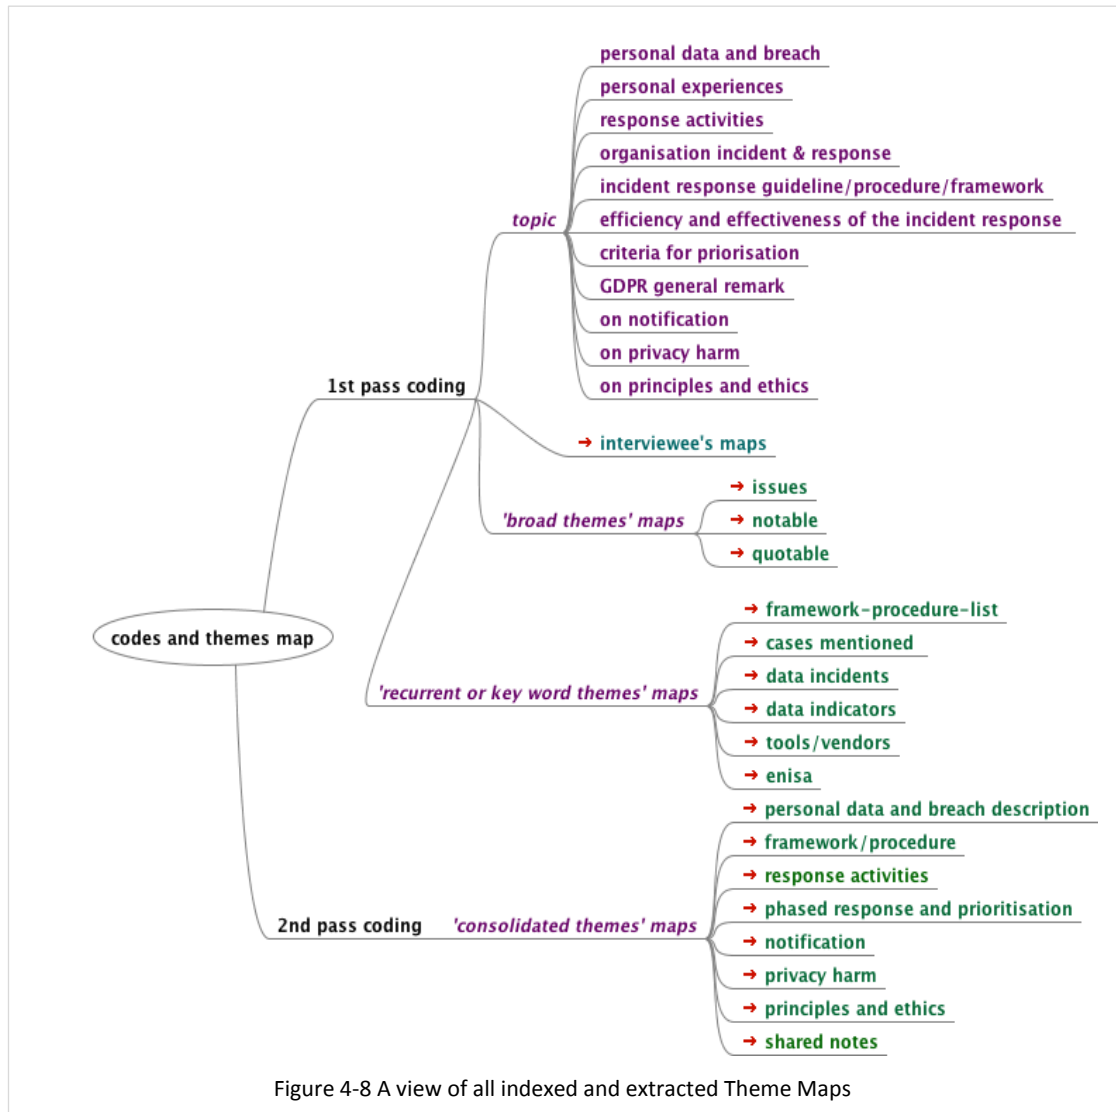 personal data and breach
personal experiences
response activities
organisation incident & response
incident response guideline/procedure/framework
topic
efficiency and effectiveness of the incident response
criteria for priorisation
GDPR general remark
on notification
on privacy harm
1st pass coding
on principles and ethics
→ interviewee's maps
→ issues
'broad themes' maps
→ notable
→ quotable
→ framework-procedure-list
codes and themes map
→ cases mentioned
→ data incidents
'recurrent or key word themes' maps
→ data indicators
→ tools/vendors
→ enisa
→ personal data and breach description
→ framework/procedure
→ response activities
→ phased response and prioritisation
2nd pass coding
'consolidated themes' maps
→ notification
→ privacy harm
→ principles and ethics
→ shared notes
Figure 4-8 A view of all indexed and extracted Theme Maps